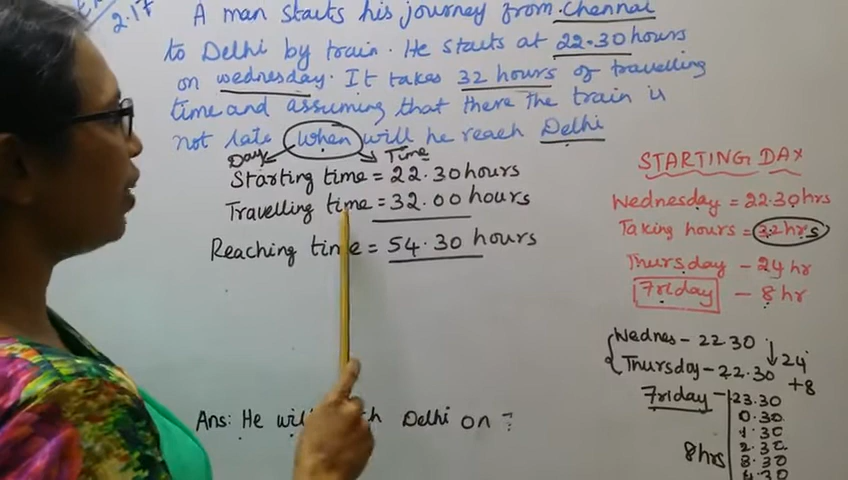 2.17
A man starts his journey from Chennai
to Delhi by train. He starts at 22.30 hours
on wednesday. It takes 32 hours of travelling
time and assuming that there the train is
not late when will he reach Delhi
Day Time
Starting time = 22.30 hours
Travelling time = 32.00 hours
Reaching time = 54.30 hours
Ans: He will Delhi on ?
STARTING DAY
Wednesday = 22.30 hrs
Taking hours = 32 hrs
Thursday - 24 hr
Friday - 8 hr
Wednes - 22.30
Thursday - 22.30
24
+8
Friday - 23.30
0.30
1.30
2.30
3.30
4.30
8hrs